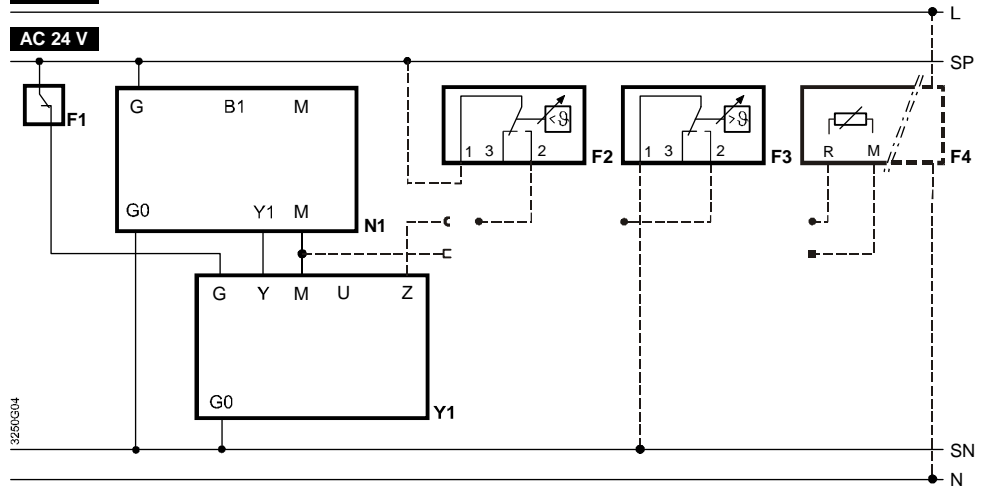 L
AC 24 V
SP
F1
G B1 M
G0 Y1 M
N1
<ϑ
1 3 2
F2
>ϑ
1 3 2
F3
R M
F4
G Y M U Z
G0
Y1
3250G04
SN
N